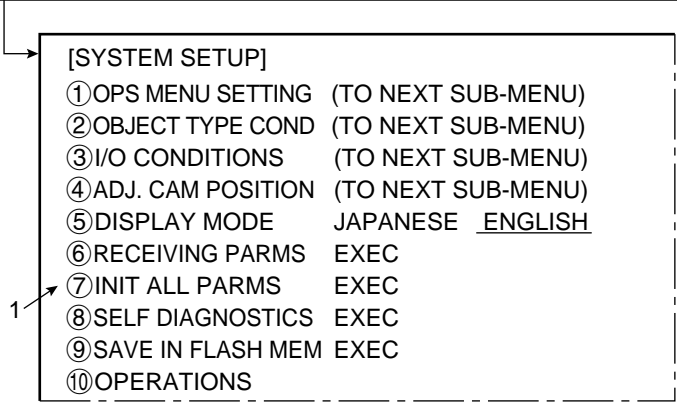 [SYSTEM SETUP]
①OPS MENU SETTING (TO NEXT SUB-MENU)
②OBJECT TYPE COND (TO NEXT SUB-MENU)
③I/O CONDITIONS (TO NEXT SUB-MENU)
④ADJ. CAM POSITION (TO NEXT SUB-MENU)
⑤DISPLAY MODE JAPANESE ENGLISH
⑥RECEIVING PARMS EXEC
⑦INIT ALL PARMS EXEC
1
⑧SELF DIAGNOSTICS EXEC
⑨SAVE IN FLASH MEM EXEC
⑩OPERATIONS